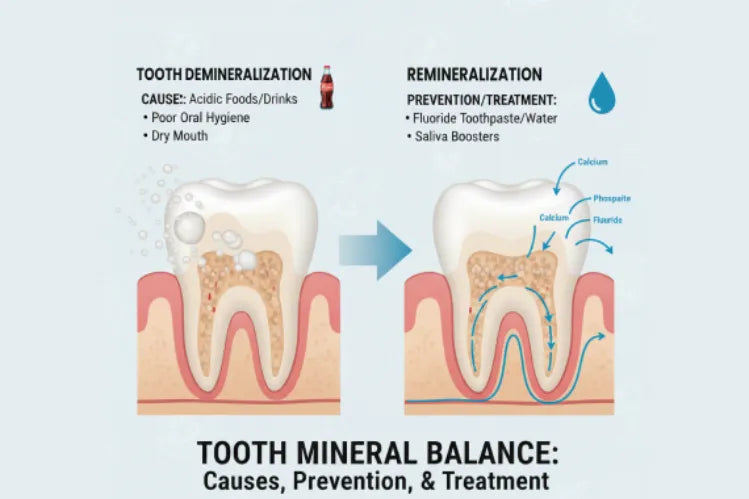 TOOTH DEMINERALIZATION
CAUSE:: Acidic Foods/Drinks
• Poor Oral Hygiene
• Dry Mouth
REMINERALIZATION
PREVENTION/TREATMENT:
• Fluoride Toothpaste/Water
• Saliva Boosters
Calcium
Phospaite
Calcium
Fluuride
TOOTH MINERAL BALANCE:
Causes, Prevention, & Treatment